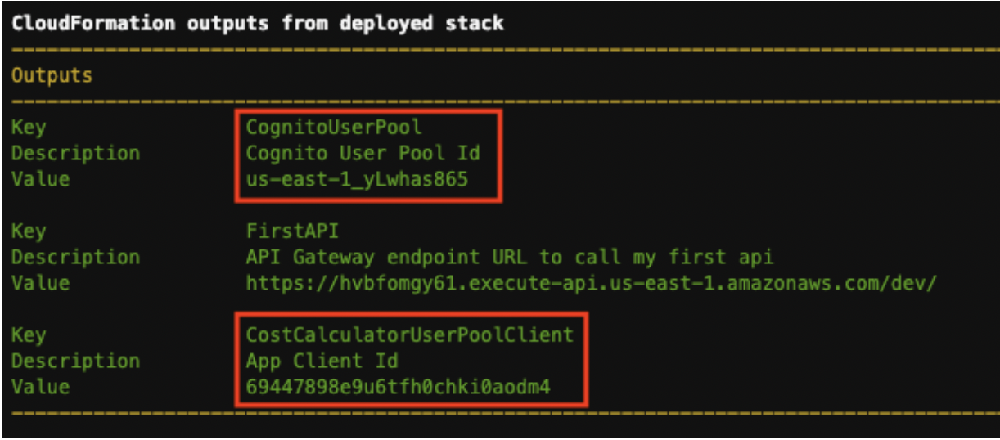 CloudFormation outputs from deployed stack
Outputs
Key CognitoUserPool
Description Cognito User Pool Id
Value us-east-1_yLwhas865
Key FirstAPI
Description API Gateway endpoint URL to call my first api
Value https://hvbfomgy61.execute-api.us-east-1.amazonaws.com/dev/
Key CostCalculatorUserPoolClient
Description App Client Id
Value 69447898e9u6tfh0chki0aodm4